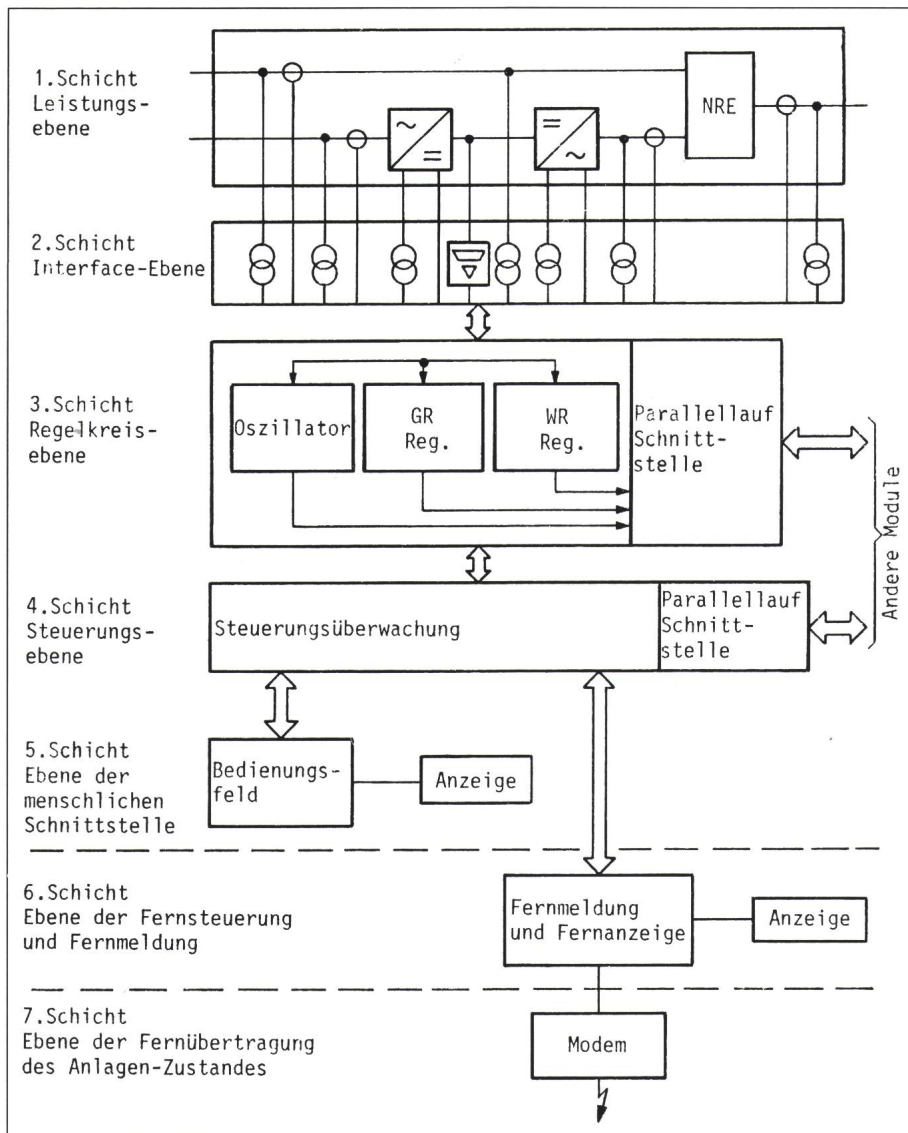 1.Schicht
Leistungs-
ebene
NRE
2.Schicht
Interface-Ebene
3.Schicht
Regelkreis-
ebene
Oszillator
GR
Reg.
WR
Reg.
Parallellauf
Schnitt-
stelle
Andere Module
4.Schicht
Steuerungs-
ebene
Steuerungsüberwachung
Parallellauf
Schnitt-
stelle
5.Schicht
Ebene der
menschlichen
Schnittstelle
Bedienungs-
feld
Anzeige
6.Schicht
Ebene der Fernsteuerung
und Fernmeldung
Fernmeldung
und Fernanzeige
Anzeige
7.Schicht
Ebene der Fernübertragung
des Anlagen-Zustandes
Modem